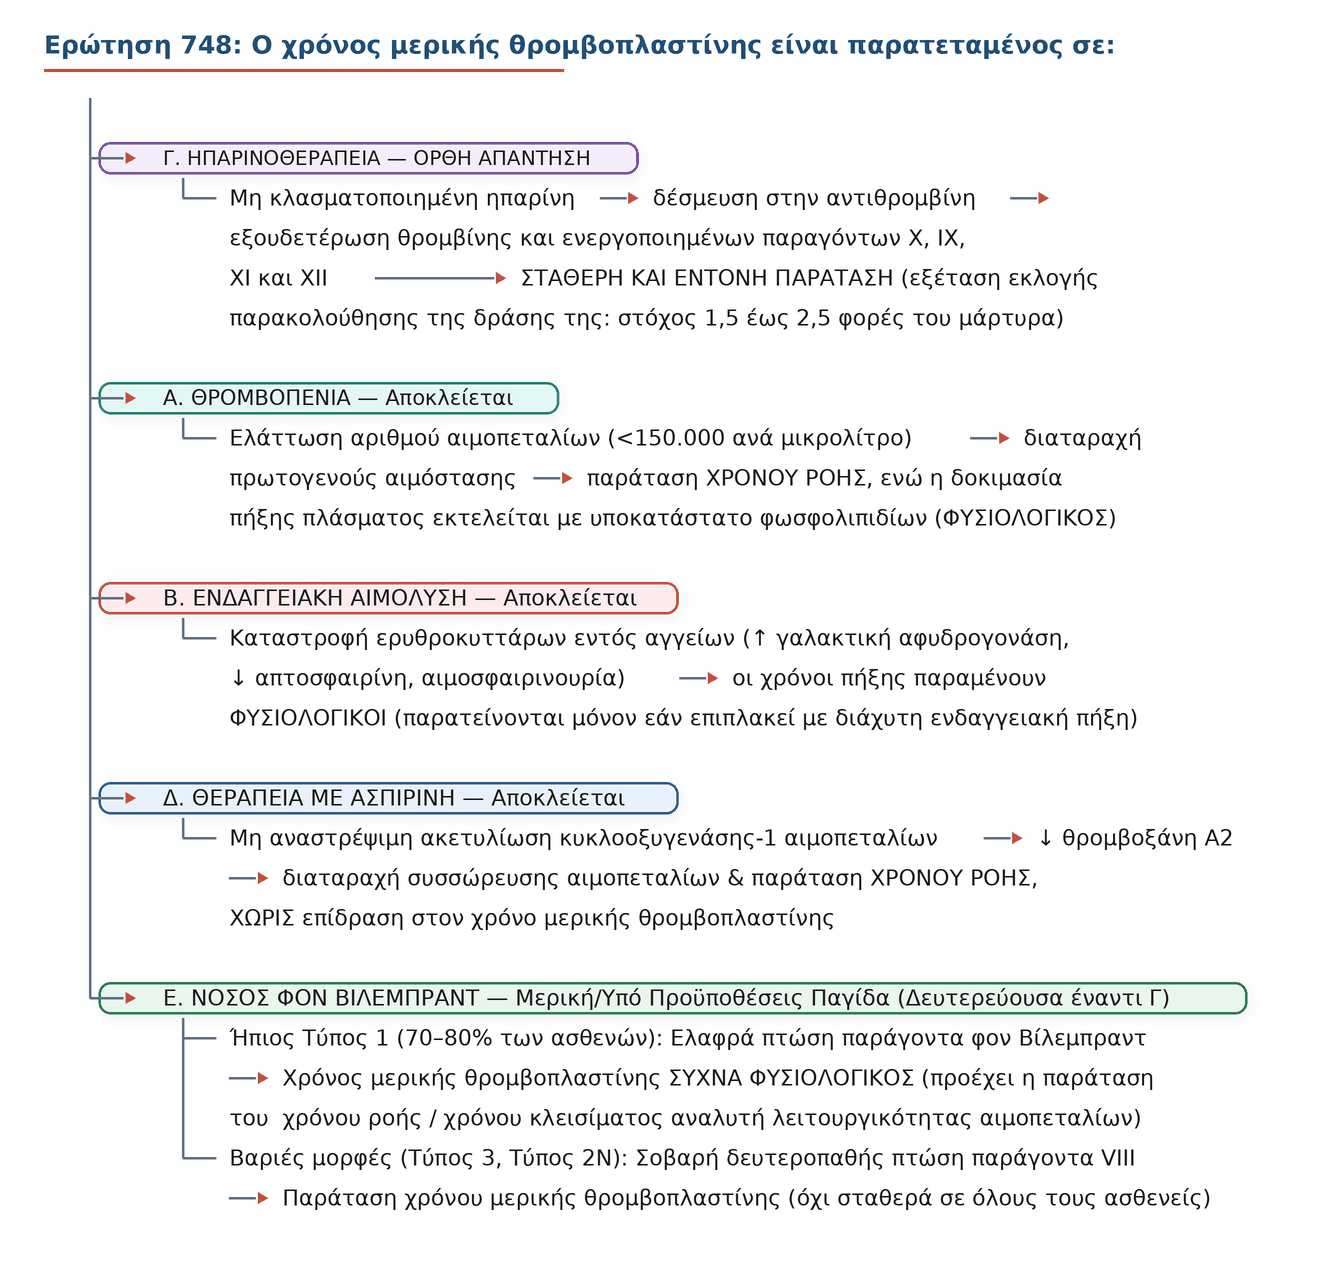 Ερώτηση 748: Ο χρόνος μερικής θρομβοπλαστίνης είναι παρατεταμένος σε:
Γ. ΗΠΑΡΙΝΟΘΕΡΑΠΕΙΑ — ΟΡΘΗ ΑΠΑΝΤΗΣΗ
Μη κλασματοποιημένη ηπαρίνη → δέσμευση στην αντιθρομβίνη →
εξουδετέρωση θρομβίνης και ενεργοποιημένων παραγόντων X, IX,
XI και XII → ΣΤΑΘΕΡΗ ΚΑΙ ΕΝΤΟΝΗ ΠΑΡΑΤΑΣΗ (εξέταση εκλογής
παρακολούθησης της δράσης της: στόχος 1,5 έως 2,5 φορές του μάρτυρα)
Α. ΘΡΟΜΒΟΠΕΝΙΑ — Αποκλείεται
Ελάττωση αριθμού αιμοπεταλίων (<150.000 ανά μικρολίτρο) → διαταραχή
πρωτογενούς αιμόστασης → παράταση ΧΡΟΝΟΥ ΡΟΗΣ, ενώ η δοκιμασία
πήξης πλάσματος εκτελείται με υποκατάστατο φωσφολιπιδίων (ΦΥΣΙΟΛΟΓΙΚΟΣ)
Β. ΕΝΔΑΓΓΕΙΑΚΗ ΑΙΜΟΛΥΣΗ — Αποκλείεται
Καταστροφή ερυθροκυττάρων εντός αγγείων (↑ γαλακτική αφυδρογονάση,
↓ απτοσφαιρίνη, αιμοσφαιρινουρία) → οι χρόνοι πήξης παραμένουν
ΦΥΣΙΟΛΟΓΙΚΟΙ (παρατείνονται μόνον εάν επιπλακεί με διάχυτη ενδαγγειακή πήξη)
Δ. ΘΕΡΑΠΕΙΑ ΜΕ ΑΣΠΙΡΙΝΗ — Αποκλείεται
Μη αναστρέψιμη ακετυλίωση κυκλοοξυγενάσης-1 αιμοπεταλίων → ↓ θρομβοξάνη Α2
→ διαταραχή συσσώρευσης αιμοπεταλίων & παράταση ΧΡΟΝΟΥ ΡΟΗΣ,
ΧΩΡΙΣ επίδραση στον χρόνο μερικής θρομβοπλαστίνης
Ε. ΝΟΣΟΣ ΦΟΝ ΒΙΛΕΜΠΡΑΝΤ — Μερική/Υπό Προϋποθέσεις Παγίδα (Δευτερεύουσα έναντι Γ)
Ήπιος Τύπος 1 (70–80% των ασθενών): Ελαφρά πτώση παράγοντα φον Βίλεμπραντ
→ Χρόνος μερικής θρομβοπλαστίνης ΣΥΧΝΑ ΦΥΣΙΟΛΟΓΙΚΟΣ (προέχει η παράταση
του χρόνου ροής / χρόνου κλεισίματος αναλυτή λειτουργικότητας αιμοπεταλίων)
Βαριές μορφές (Τύπος 3, Τύπος 2Ν): Σοβαρή δευτεροπαθής πτώση παράγοντα VIII
→ Παράταση χρόνου μερικής θρομβοπλαστίνης (όχι σταθερά σε όλους τους ασθενείς)